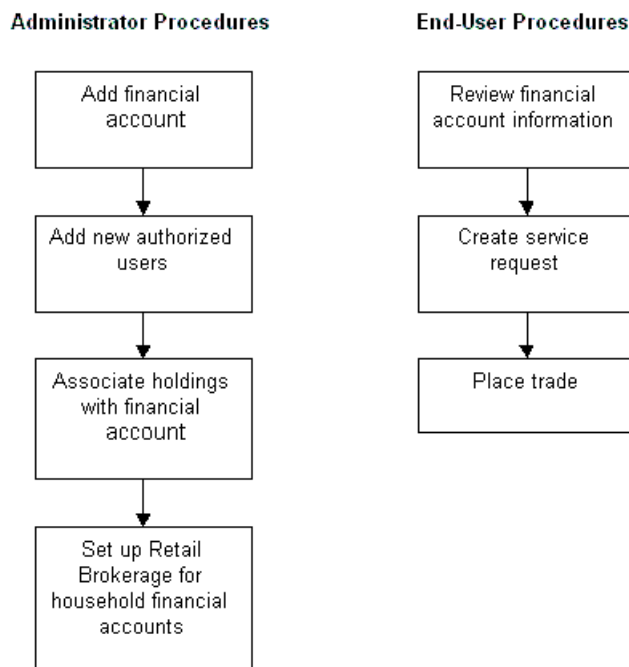 Administrator Procedures
Add financial
account
Add new authorized
users
Associate holdings
with financial
account
Set up Retail
Brokerage for
household financial
accounts
End-User Procedures
Review financial
account information
Create service
request
Place trade